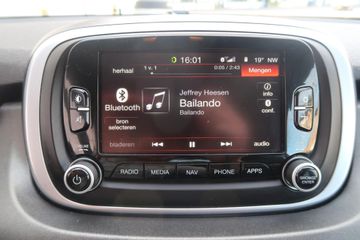 16:01 19° NW
herhaal 1 v. 1 0:05 / 2:43 Mengen
Bluetooth
Jeffrey Heesen
Bailando
Bailando
info
conf.
bron
selecteren
bladeren audio
RADIO MEDIA NAV PHONE APPS
BROWSE
ENTER